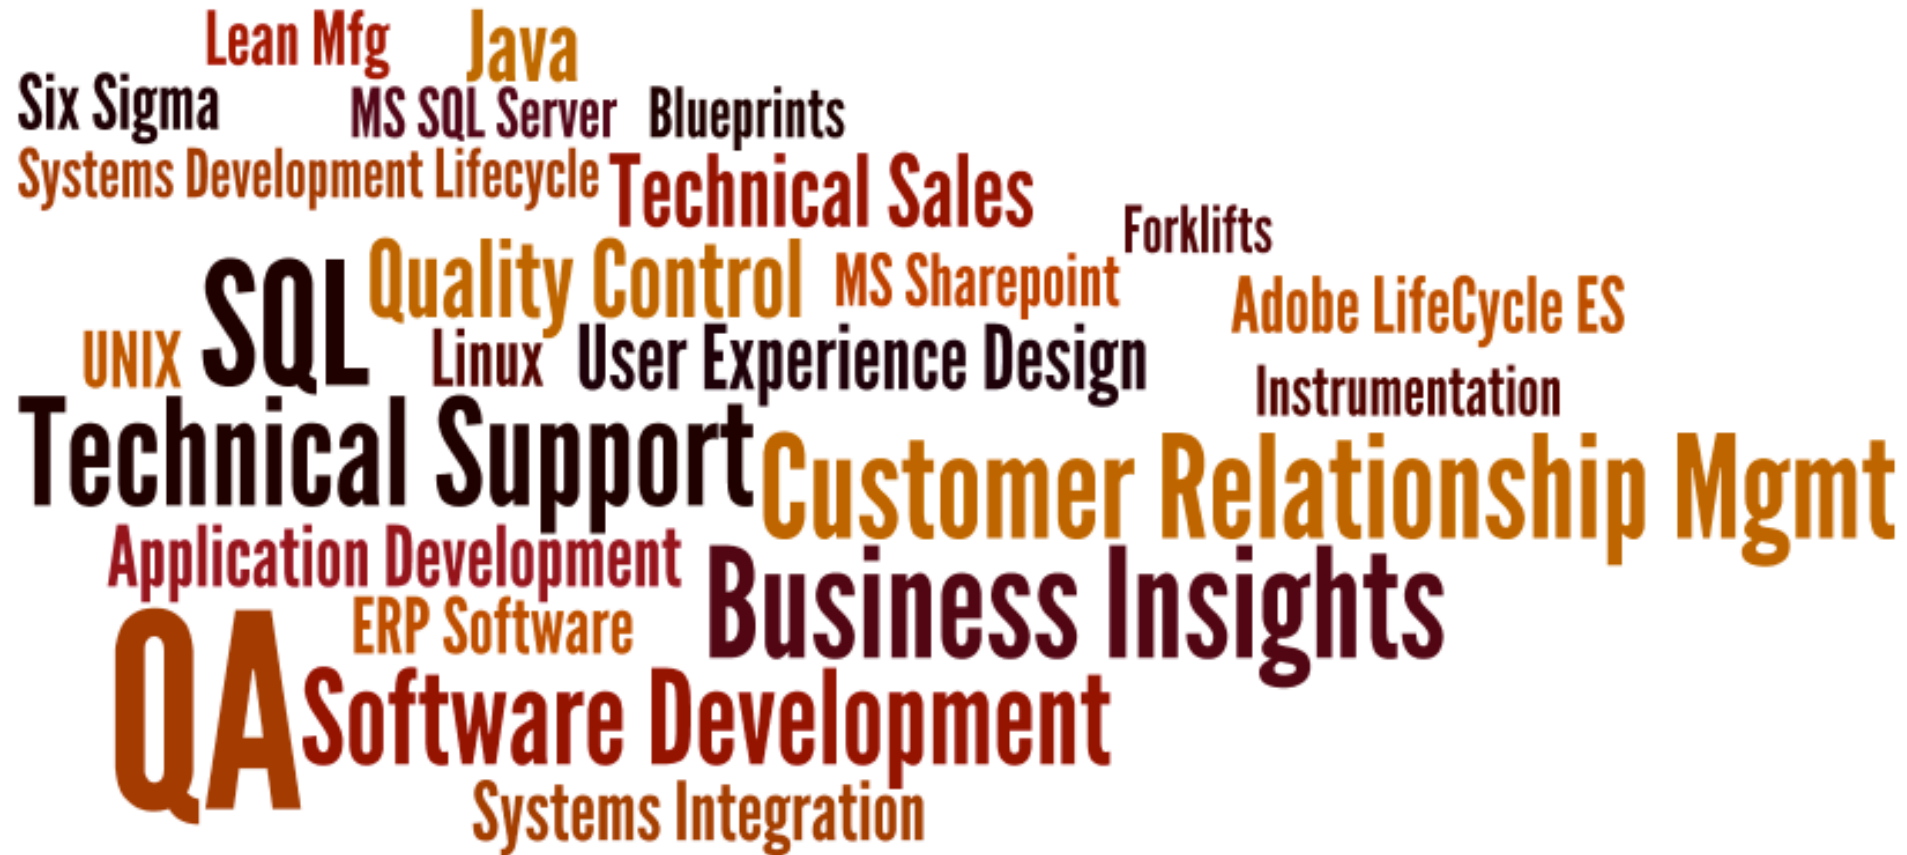 Lean Mfg
Java
Six Sigma
MS SQL Server
Blueprints
Systems Development Lifecycle
Technical Sales
Forklifts
SQL
Quality Control
MS Sharepoint
Adobe LifeCycle ES
UNIX
Linux
User Experience Design
Instrumentation
Technical Support
Customer Relationship Mgmt
Application Development
Business Insights
ERP Software
QA
Software Development
Systems Integration